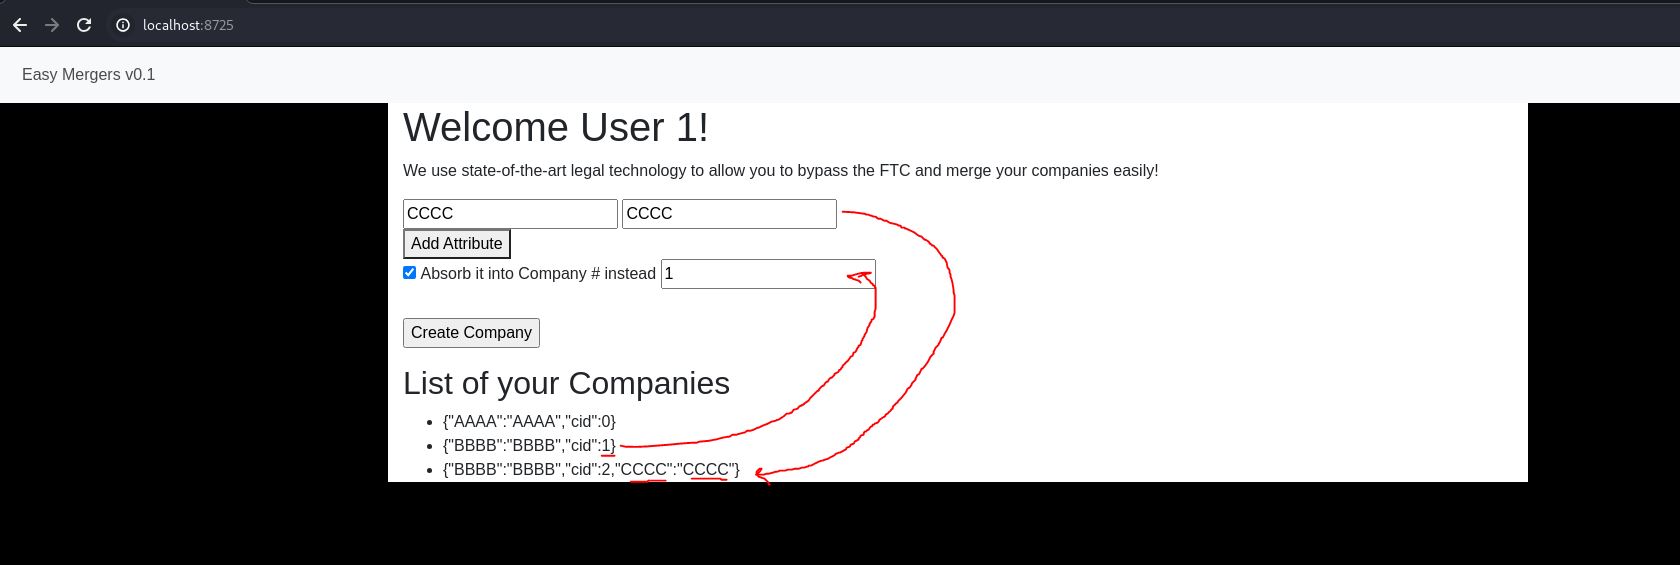 localhost:8725
Easy Mergers v0.1
Welcome User 1!
We use state-of-the-art legal technology to allow you to bypass the FTC and merge your companies easily!
CCCC CCCC
Add Attribute
Absorb it into Company # instead 1
Create Company
List of your Companies
{"AAAA":"AAAA","cid":0}
{"BBBB":"BBBB","cid":1}
{"BBBB":"BBBB","cid":2,"CCCC":"CCCC"}